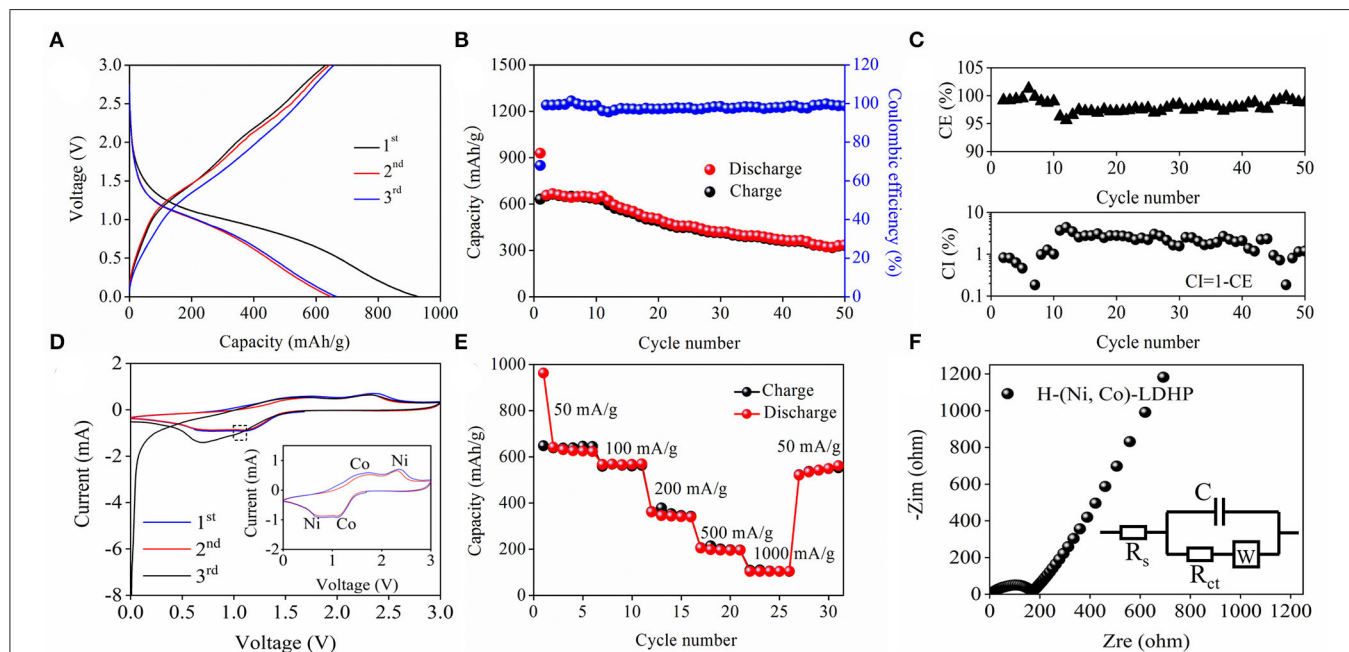 A
3.0
2.5
2.0
1.5
1.0
0.5
0.0
Voltage (V)
1st
2nd
3rd
0 200 400 600 800 1000
Capacity (mAh/g)
B
1500
1200
900
600
300
0
Capacity (mAh/g)
Discharge
Charge
120
100
80
60
40
20
0
Coulombic efficiency (%)
0 10 20 30 40 50
Cycle number
C
105
100
95
90
CE (%)
0 10 20 30 40 50
Cycle number
10
1
0.1
CI (%)
CI=1-CE
0 10 20 30 40 50
Cycle number
D
2
0
-2
-4
-6
-8
Current (mA)
1st
2nd
3rd
1
0
-1
-2
Current (mA)
Co Ni
Ni Co
0 1 2 3
Voltage (V)
0.0 0.5 1.0 1.5 2.0 2.5 3.0
Voltage (V)
E
1000
800
600
400
200
0
Capacity (mAh/g)
Charge
Discharge
50 mA/g
100 mA/g
200 mA/g
500 mA/g
1000 mA/g
50 mA/g
0 5 10 15 20 25 30
Cycle number
F
1200
1000
800
600
400
200
0
-Zim (ohm)
H-(Ni, Co)-LDHP
C
Rs
Rct
W
0 200 400 600 800 1000 1200
Zre (ohm)